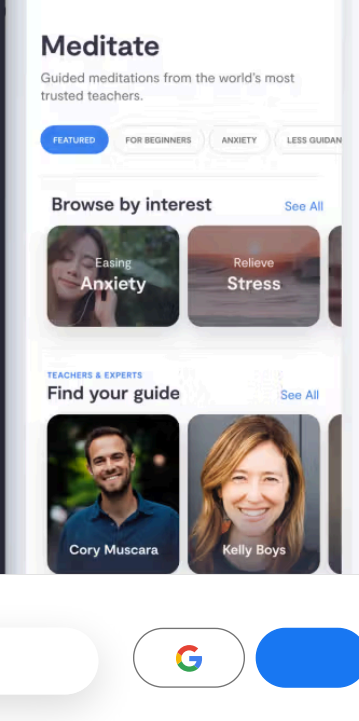 Meditate
Guided meditations from the world's most
trusted teachers.
FEATURED
FOR BEGINNERS
ANXIETY
LESS GUIDAN
Browse by interest
See All
Easing
Anxiety
Relieve
Stress
TEACHERS & EXPERTS
Find your guide
See All
Cory Muscara
Kelly Boys